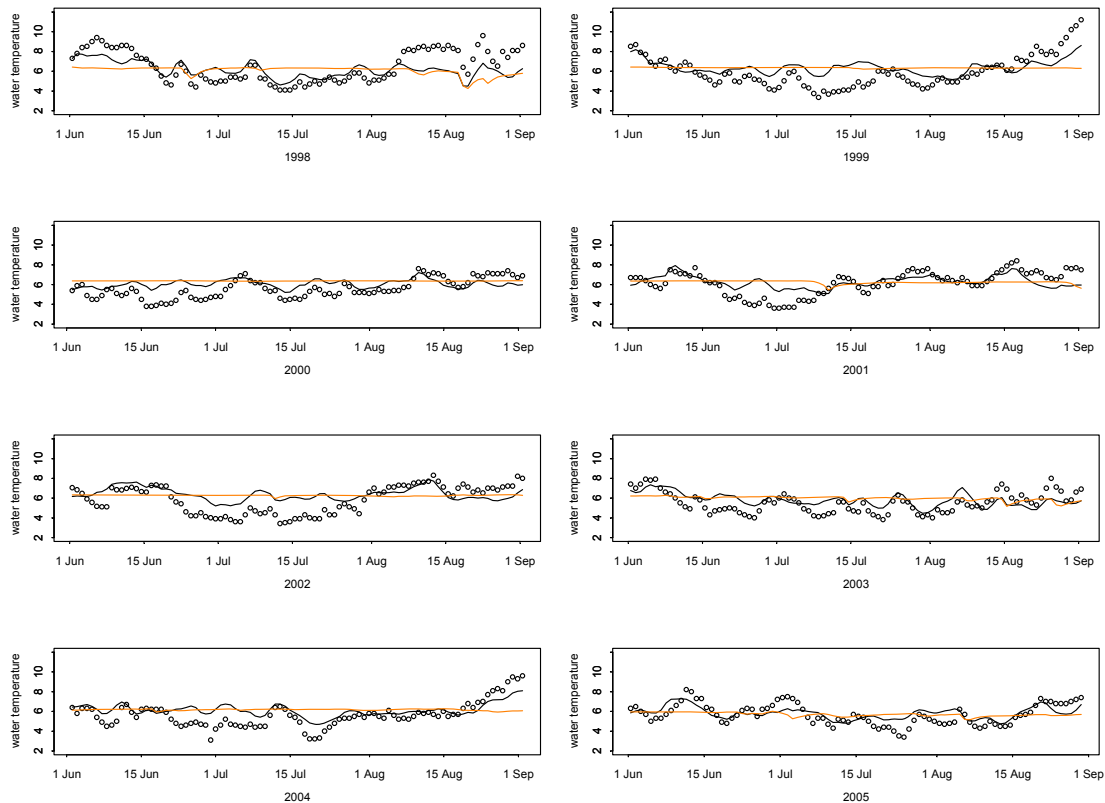 water temperature
2 4 6 8 10
1 Jun 15 Jun 1 Jul 15 Jul 1 Aug 15 Aug 1 Sep
1998
water temperature
2 4 6 8 10
1 Jun 15 Jun 1 Jul 15 Jul 1 Aug 15 Aug 1 Sep
1999
water temperature
2 4 6 8 10
1 Jun 15 Jun 1 Jul 15 Jul 1 Aug 15 Aug 1 Sep
2000
water temperature
2 4 6 8 10
1 Jun 15 Jun 1 Jul 15 Jul 1 Aug 15 Aug 1 Sep
2001
water temperature
2 4 6 8 10
1 Jun 15 Jun 1 Jul 15 Jul 1 Aug 15 Aug 1 Sep
2002
water temperature
2 4 6 8 10
1 Jun 15 Jun 1 Jul 15 Jul 1 Aug 15 Aug 1 Sep
2003
water temperature
2 4 6 8 10
1 Jun 15 Jun 1 Jul 15 Jul 1 Aug 15 Aug 1 Sep
2004
water temperature
2 4 6 8 10
1 Jun 15 Jun 1 Jul 15 Jul 1 Aug 15 Aug 1 Sep
2005